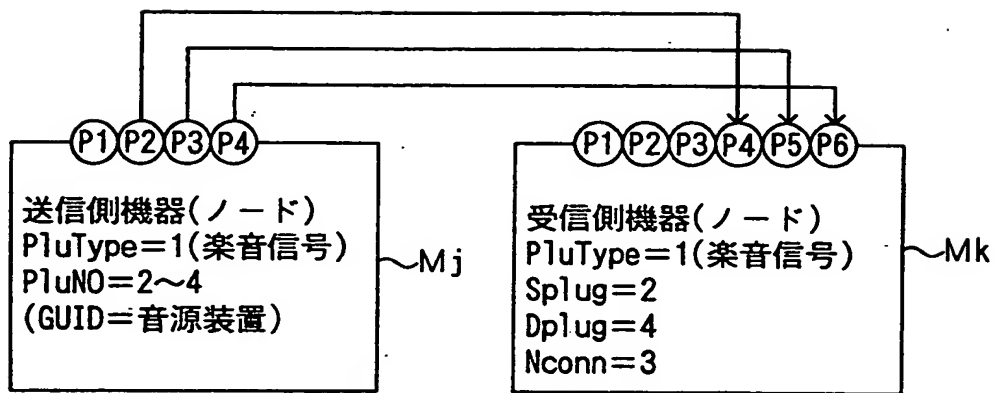 P1 P2 P3 P4
P1 P2 P3 P4 P5 P6
送信側機器(ノード)
PluType=1(楽音信号)
PluNO=2〜4
(GUID=音源装置)
Mj
受信側機器(ノード)
PluType=1(楽音信号)
Splug=2
Dplug=4
Nconn=3
Mk